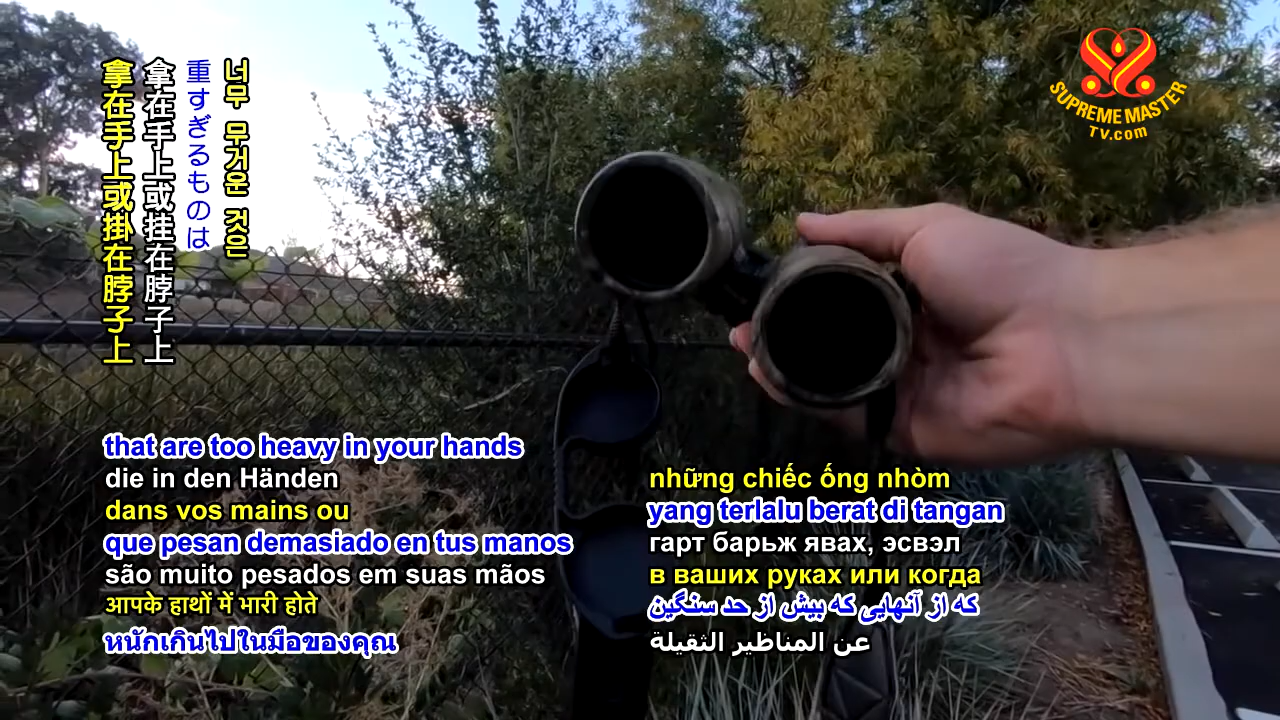 拿在手上或掛在脖子上
拿在手上或挂在脖子上
重すぎるものは
너무 무거운 것은
SUPREME MASTER
TV.com
that are too heavy in your hands
die in den Händen
dans vos mains ou
que pesan demasiado en tus manos
são muito pesados em suas mãos
आपके हाथों में भारी होते
หนักเกินไปในมือของคุณ
những chiếc ống nhòm
yang terlalu berat di tangan
гарт барьж явах, эсвэл
в ваших руках или когда
که از آنهایی که بیش از حد سنگین
عن المناظير الثقيلة